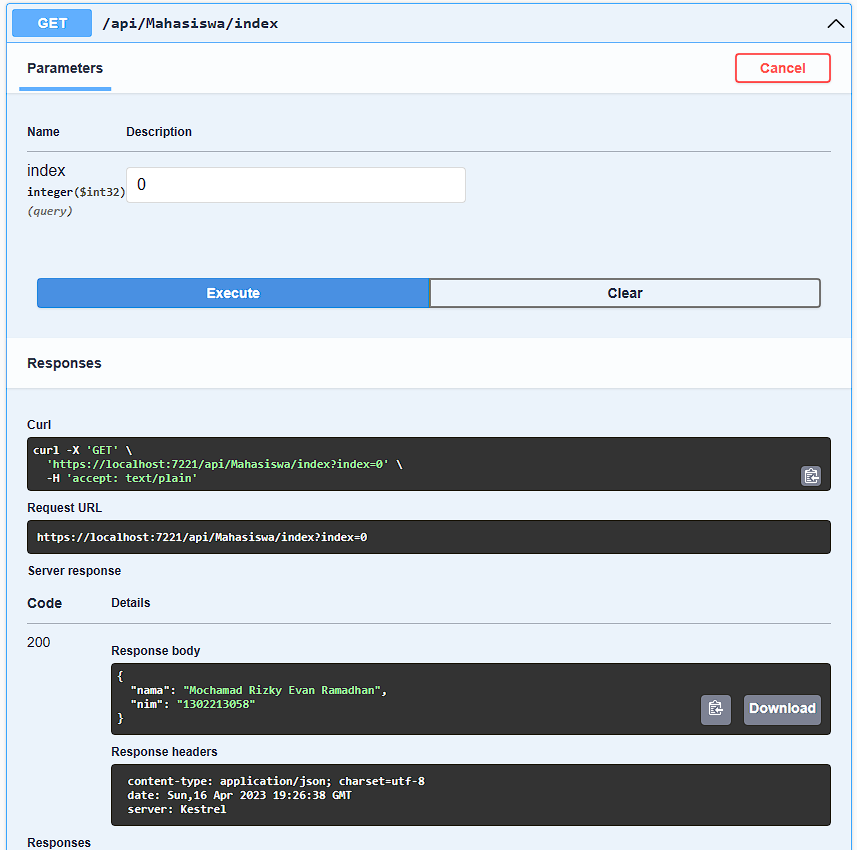 GET /api/Mahasiswa/index
Parameters
Cancel
Name Description
index
integer($int32)
(query)
0
Execute Clear
Responses
Curl
curl -X 'GET' \
'https://localhost:7221/api/Mahasiswa/index?index=0' \
-H 'accept: text/plain'
Request URL
https://localhost:7221/api/Mahasiswa/index?index=0
Server response
Code Details
200
Response body
{
"nama": "Mochamad Rizky Evan Ramadhan",
"nim": "1302213058"
}
Download
Response headers
content-type: application/json; charset=utf-8
date: Sun,16 Apr 2023 19:26:38 GMT
server: Kestrel
Responses